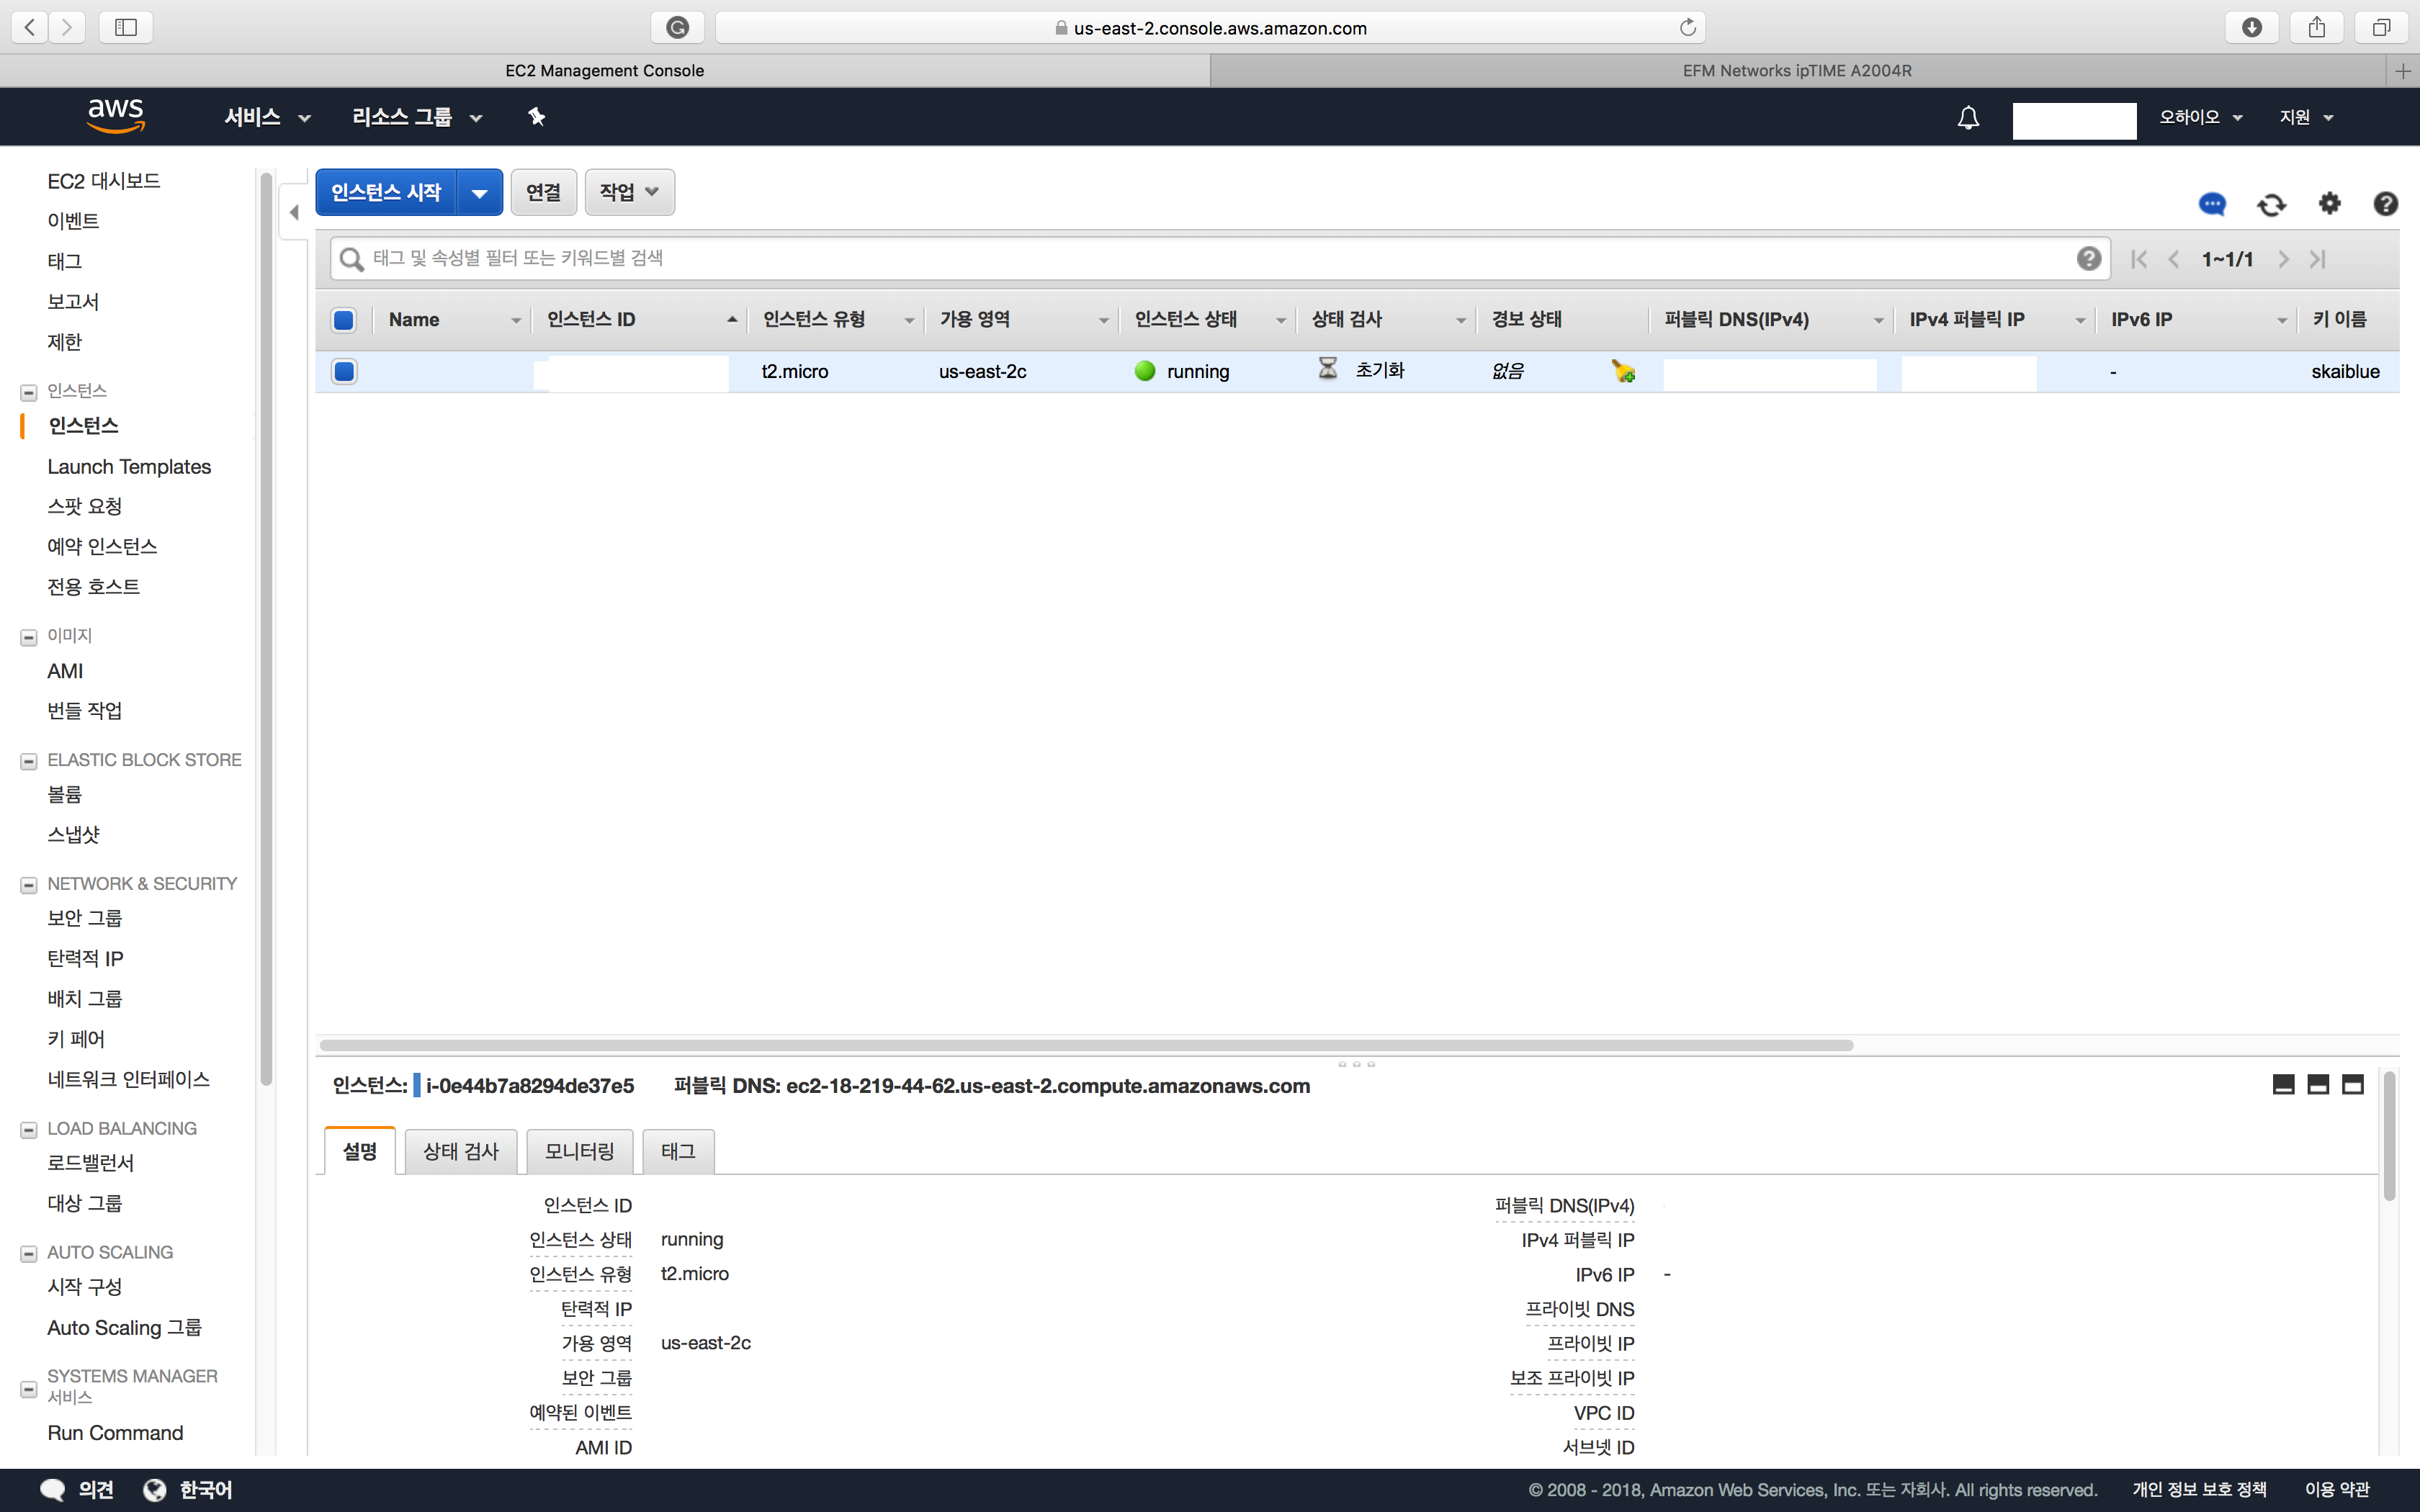 us-east-2.console.aws.amazon.com
EC2 Management Console
EFM Networks ipTIME A2004R
aws
서비스
리소스 그룹
오하이오
지원
EC2 대시보드
이벤트
태그
보고서
제한
인스턴스
인스턴스
Launch Templates
스팟 요청
예약 인스턴스
전용 호스트
이미지
AMI
번들 작업
ELASTIC BLOCK STORE
볼륨
스냅샷
NETWORK & SECURITY
보안 그룹
탄력적 IP
배치 그룹
키 페어
네트워크 인터페이스
LOAD BALANCING
로드밸런서
대상 그룹
AUTO SCALING
시작 구성
Auto Scaling 그룹
SYSTEMS MANAGER
서비스
Run Command
인스턴스 시작
연결
작업
태그 및 속성별 필터 또는 키워드별 검색
1~1/1
Name 인스턴스 ID 인스턴스 유형 가용 영역 인스턴스 상태 상태 검사 경보 상태 퍼블릭 DNS(IPv4) IPv4 퍼블릭 IP IPv6 IP 키 이름
t2.micro us-east-2c running 초기화 없음 - skaiblue
인스턴스: i-0e44b7a8294de37e5 퍼블릭 DNS: ec2-18-219-44-62.us-east-2.compute.amazonaws.com
설명
상태 검사
모니터링
태그
인스턴스 ID
인스턴스 상태 running
인스턴스 유형 t2.micro
탄력적 IP
가용 영역 us-east-2c
보안 그룹
예약된 이벤트
AMI ID
퍼블릭 DNS(IPv4)
IPv4 퍼블릭 IP
IPv6 IP -
프라이빗 DNS
프라이빗 IP
보조 프라이빗 IP
VPC ID
서브넷 ID
의견
한국어
© 2008 - 2018, Amazon Web Services, Inc. 또는 자회사. All rights reserved.
개인 정보 보호 정책
이용 약관